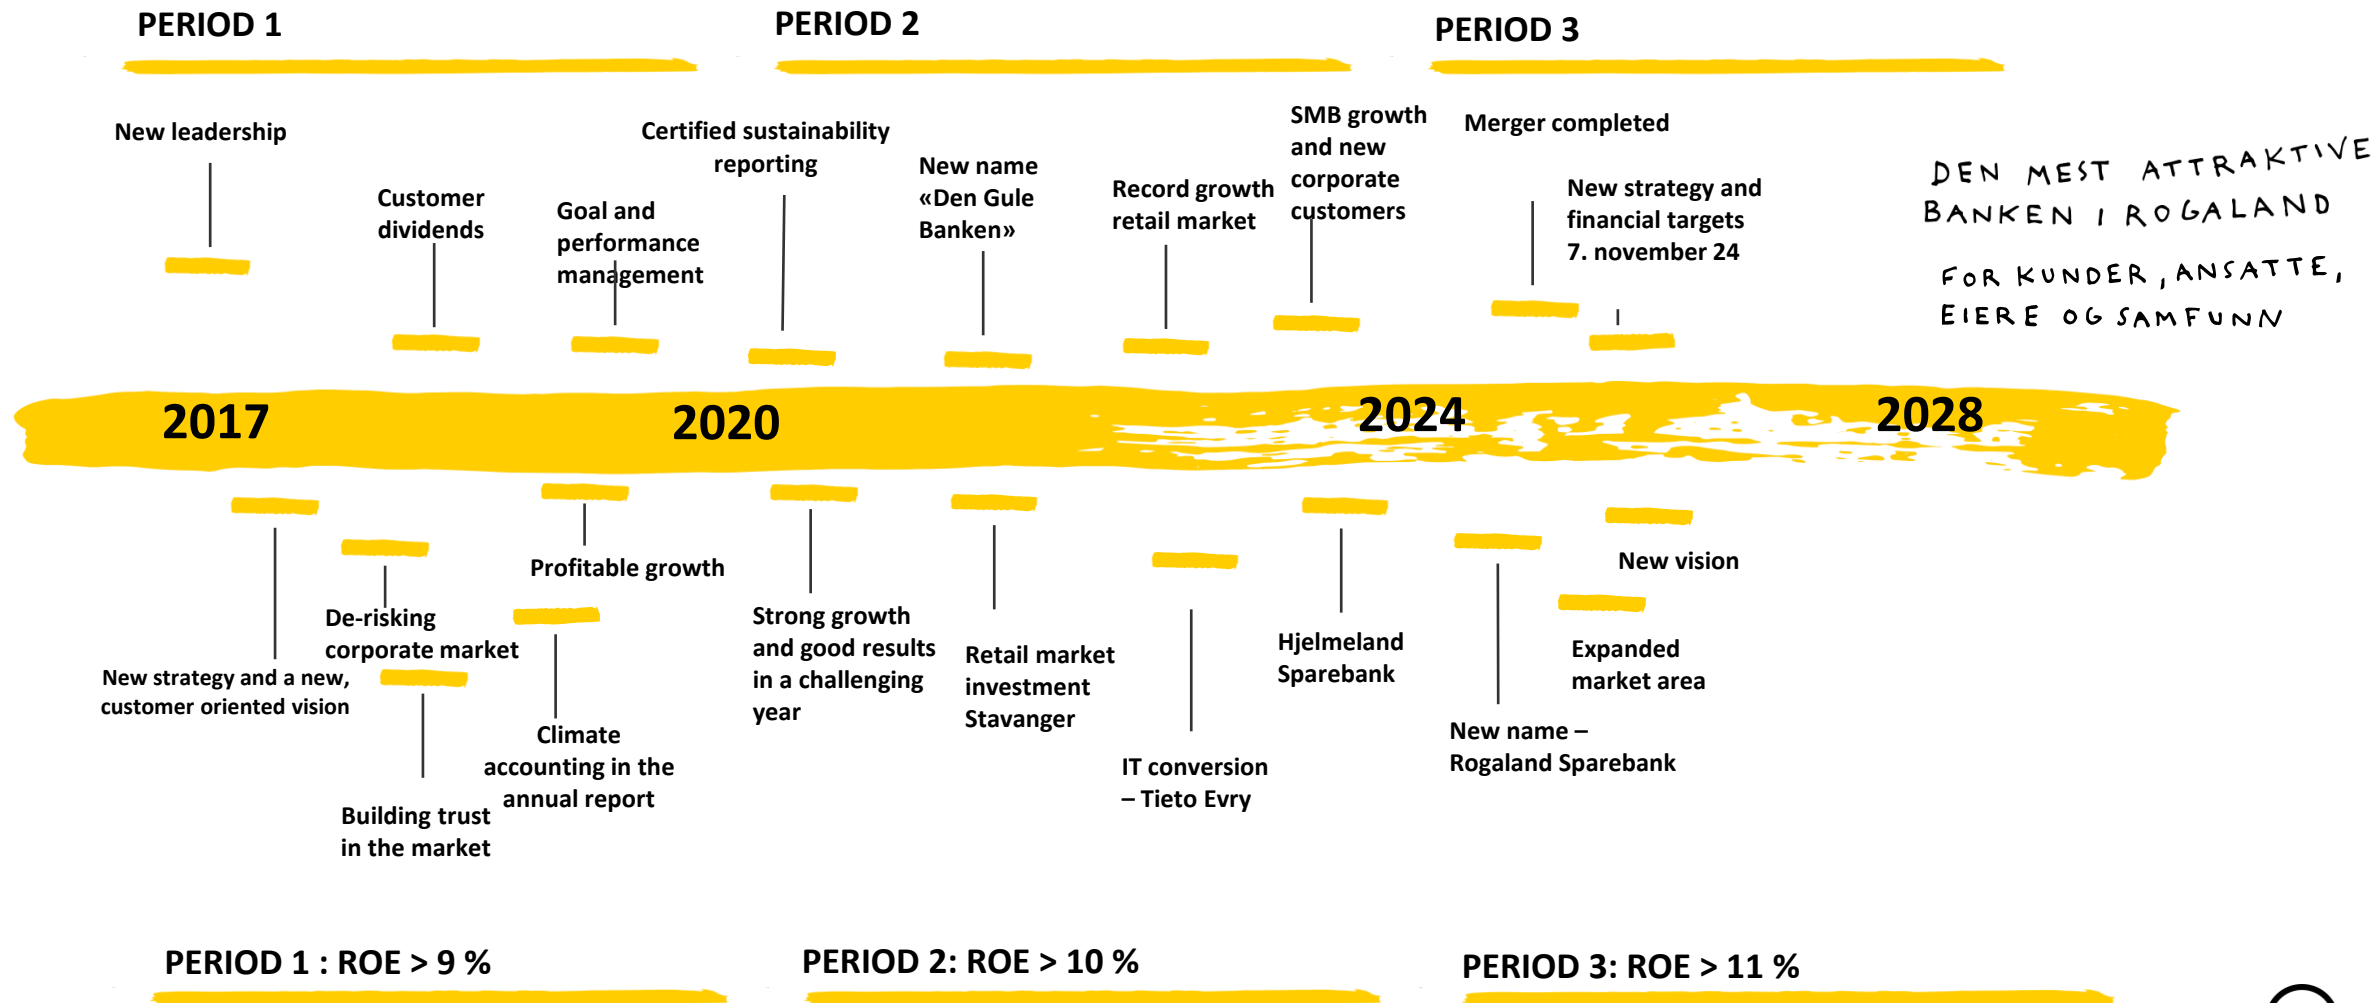 PERIOD 1
PERIOD 2
PERIOD 3
New leadership
Customer
dividends
Goal and
performance
management
Certified sustainability
reporting
New name
«Den Gule
Banken»
Record growth
retail market
SMB growth
and new
corporate
customers
Merger completed
New strategy and
financial targets
7. november 24
DEN MEST ATTRAKTIVE
BANKEN I ROGALAND
FOR KUNDER, ANSATTE,
EIERE OG SAMFUNN
2017
2020
2024
2028
New strategy and a new,
customer oriented vision
De-risking
corporate market
Building trust
in the market
Profitable growth
Climate
accounting in the
annual report
Strong growth
and good results
in a challenging
year
Retail market
investment
Stavanger
IT conversion
– Tieto Evry
Hjelmeland
Sparebank
New name –
Rogaland Sparebank
New vision
Expanded
market area
PERIOD 1 : ROE > 9 %
PERIOD 2: ROE > 10 %
PERIOD 3: ROE > 11 %